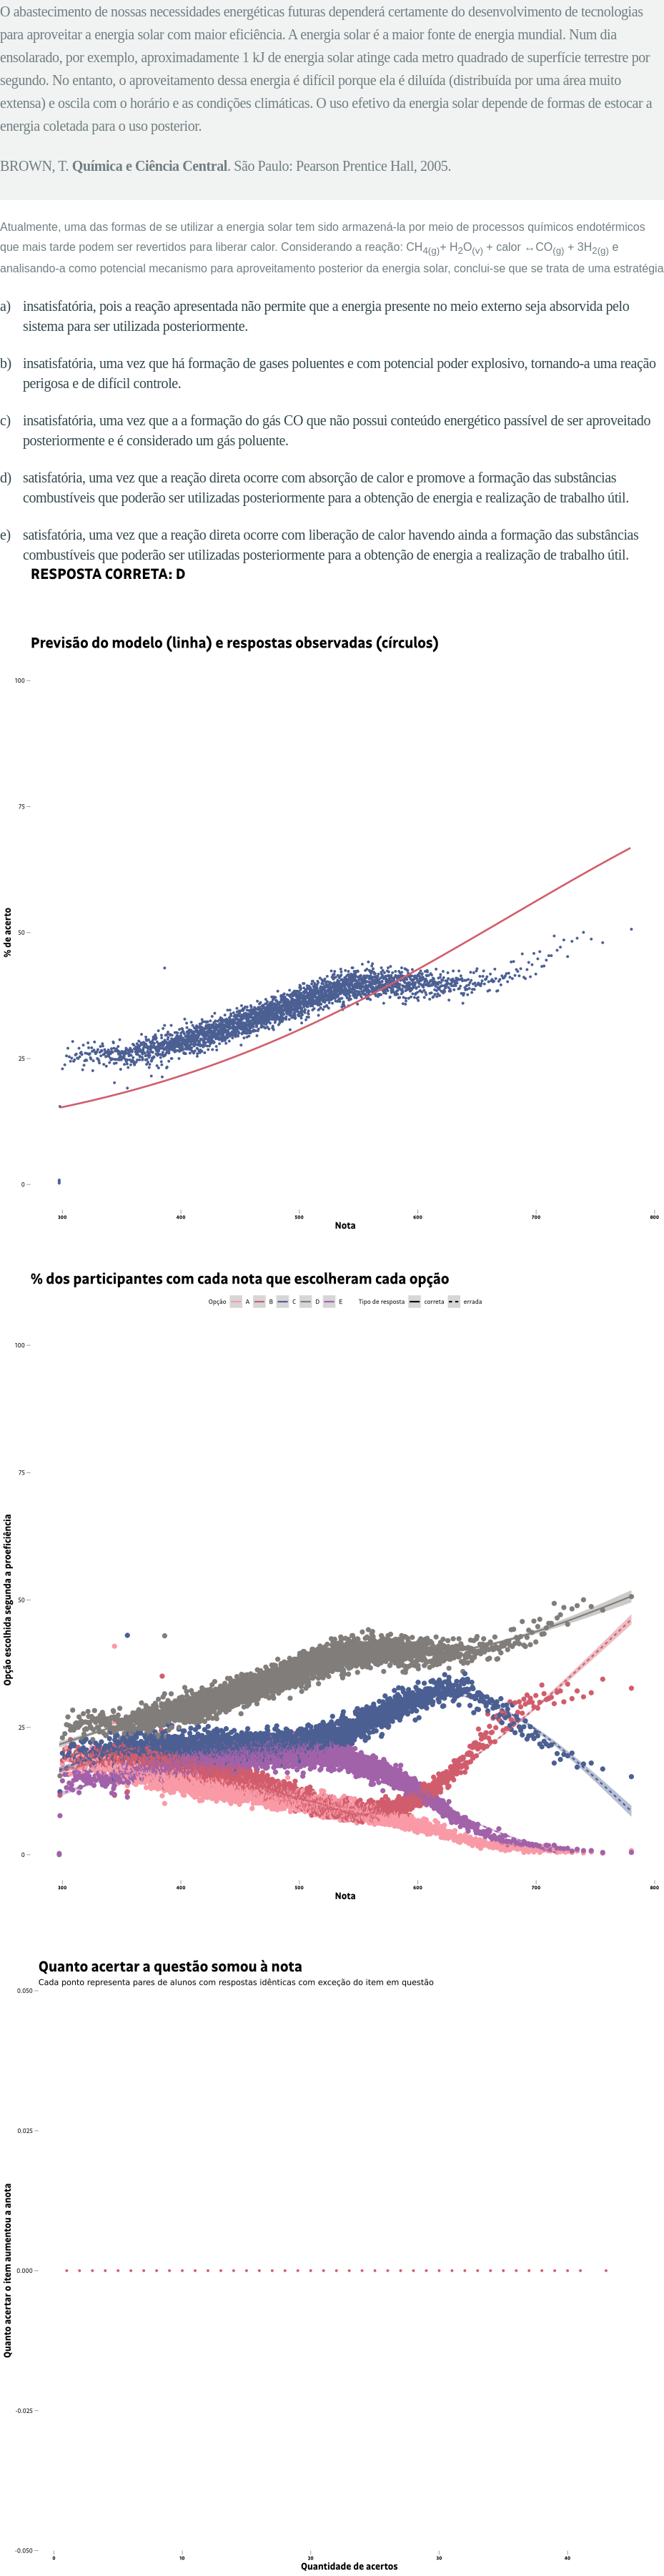 O abastecimento de nossas necessidades energéticas futuras dependerá certamente do desenvolvimento de tecnologias
para aproveitar a energia solar com maior eficiência. A energia solar é a maior fonte de energia mundial. Num dia
ensolarado, por exemplo, aproximadamente 1 kJ de energia solar atinge cada metro quadrado de superfície terrestre por
segundo. No entanto, o aproveitamento dessa energia é difícil porque ela é diluída (distribuída por uma área muito
extensa) e oscila com o horário e as condições climáticas. O uso efetivo da energia solar depende de formas de estocar a
energia coletada para o uso posterior.
BROWN, T. Química e Ciência Central. São Paulo: Pearson Prentice Hall, 2005.
Atualmente, uma das formas de se utilizar a energia solar tem sido armazená-la por meio de processos químicos endotérmicos
que mais tarde podem ser revertidos para liberar calor. Considerando a reação: CH4(g)+ H2O(v) + calor ↔CO(g) + 3H2(g) e
analisando-a como potencial mecanismo para aproveitamento posterior da energia solar, conclui-se que se trata de uma estratégia
a) insatisfatória, pois a reação apresentada não permite que a energia presente no meio externo seja absorvida pelo
sistema para ser utilizada posteriormente.
b) insatisfatória, uma vez que há formação de gases poluentes e com potencial poder explosivo, tornando-a uma reação
perigosa e de difícil controle.
c) insatisfatória, uma vez que a a formação do gás CO que não possui conteúdo energético passível de ser aproveitado
posteriormente e é considerado um gás poluente.
d) satisfatória, uma vez que a reação direta ocorre com absorção de calor e promove a formação das substâncias
combustíveis que poderão ser utilizadas posteriormente para a obtenção de energia e realização de trabalho útil.
e) satisfatória, uma vez que a reação direta ocorre com liberação de calor havendo ainda a formação das substâncias
combustíveis que poderão ser utilizadas posteriormente para a obtenção de energia a realização de trabalho útil.
RESPOSTA CORRETA: D
Previsão do modelo (linha) e respostas observadas (círculos)
100
75
50
25
0
% de acerto
300 400 500 600 700 800
Nota
% dos participantes com cada nota que escolheram cada opção
Opção A B C D E Tipo de resposta correta errada
100
75
50
25
0
Opção escolhida segunda a proeficiência
300 400 500 600 700 800
Nota
Quanto acertar a questão somou à nota
Cada ponto representa pares de alunos com respostas idênticas com exceção do item em questão
0.050
0.025
0.000
-0.025
-0.050
Quanto acertar o item aumentou a anota
0 10 20 30 40
Quantidade de acertos